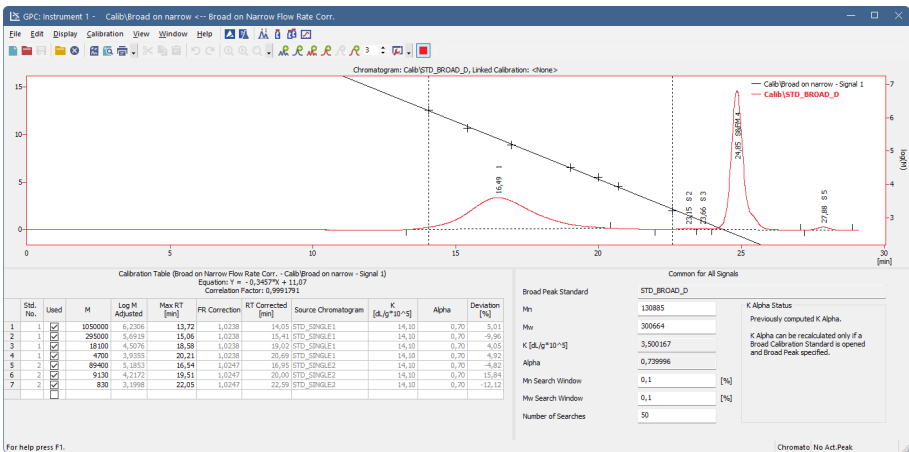 GPC: Instrument 1 - Calib\Broad on narrow <-- Broad on Narrow Flow Rate Corr.
File Edit Display Calibration View Window Help
3
Chromatogram: Calib\STD_BROAD_D, Linked Calibration: <None>
Calib\Broad on narrow - Signal 1
Calib\STD_BROAD_D
15
10
5
0
7
6
5
4
3
log(M)
16,49 1
23,15 S 2
23,66 S 3
27,88 S 5
0 5 10 15 20 25 30
[min]
Calibration Table (Broad on Narrow Flow Rate Corr. - Calib\Broad on narrow - Signal 1)
Equation: Y = - 0,3457*X + 11,07
Correlation Factor: 0,9991791
Std. No. Used M Log M Adjusted Max RT [min] FR Correction RT Corrected [min] Source Chromatogram K [dL/g*10^-5] Alpha Deviation [%]
1 1 1050000 6,2306 13,72 1,0238 14,05 STD_SINGLE1 14,10 0,70 5,01
2 1 295000 5,6919 15,06 1,0238 15,41 STD_SINGLE1 14,10 0,70 -9,96
3 1 18100 4,5076 18,58 1,0238 19,02 STD_SINGLE1 14,10 0,70 4,05
4 1 4700 3,9355 20,21 1,0238 20,69 STD_SINGLE1 14,10 0,70 4,92
5 2 89400 5,1853 16,54 1,0247 16,95 STD_SINGLE2 14,10 0,70 -4,82
6 2 9130 4,2172 19,51 1,0247 20,00 STD_SINGLE2 14,10 0,70 15,84
7 2 830 3,1998 22,05 1,0247 22,59 STD_SINGLE2 14,10 0,70 -12,12
Common for All Signals
Broad Peak Standard STD_BROAD_D
Mn 130885
Mw 300664
K [dL/g*10^-5] 3,500167
Alpha 0,739996
Mn Search Window 0,1 [%]
Mw Search Window 0,1 [%]
Number of Searches 50
K Alpha Status
Previously computed K Alpha.
K Alpha can be recalculated only if a
Broad Calibration Standard is opened
and Broad Peak specified.
For help press F1.
Chromato No Act.Peak